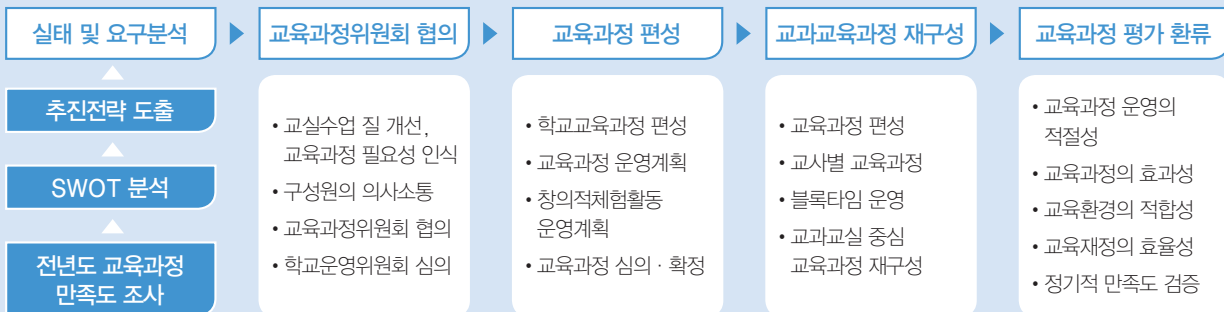 실태 및 요구분석
추진전략 도출
SWOT 분석
전년도 교육과정
만족도 조사
교육과정위원회 협의
• 교실수업 질 개선,
교육과정 필요성 인식
• 구성원의 의사소통
• 교육과정위원회 협의
• 학교운영위원회 심의
교육과정 편성
• 학교교육과정 편성
• 교육과정 운영계획
• 창의적체험활동
운영계획
• 교육과정 심의 · 확정
교과교육과정 재구성
• 교육과정 편성
• 교사별 교육과정
• 블록타임 운영
• 교과교실 중심
교육과정 재구성
교육과정 평가 환류
• 교육과정 운영의
적절성
• 교육과정의 효과성
• 교육환경의 적합성
• 교육재정의 효율성
• 정기적 만족도 검증